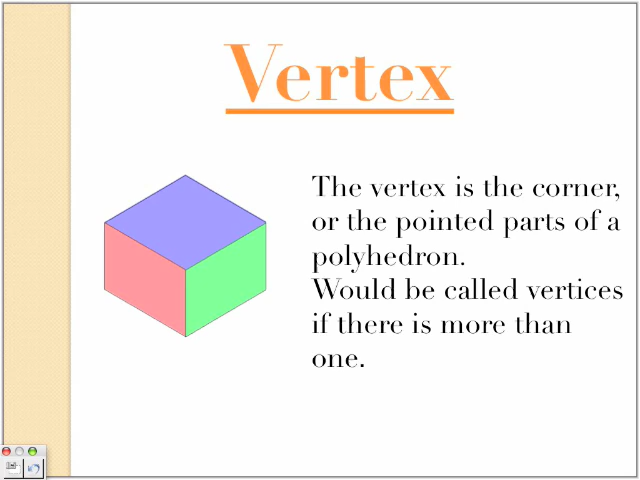 Vertex
The vertex is the corner,
or the pointed parts of a
polyhedron.
Would be called vertices
if there is more than
one.